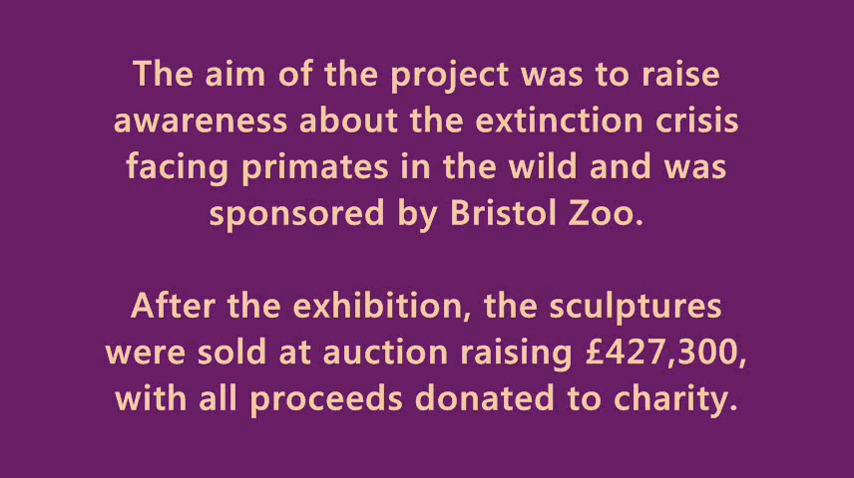 The aim of the project was to raise
awareness about the extinction crisis
facing primates in the wild and was
sponsored by Bristol Zoo.
After the exhibition, the sculptures
were sold at auction raising £427,300,
with all proceeds donated to charity.